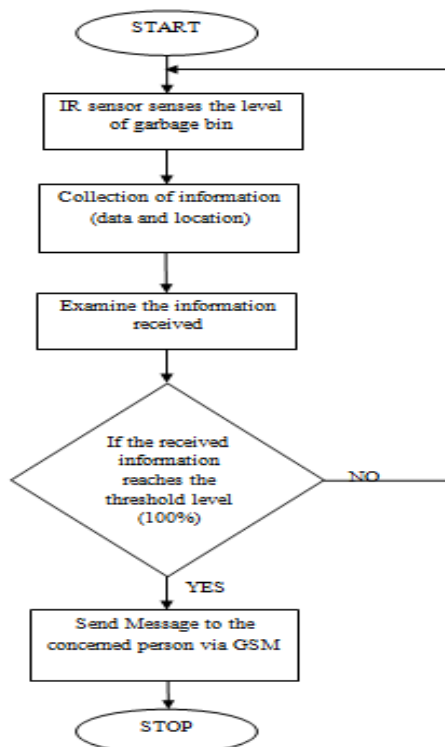 START
IR sensor senses the level
of garbage bin
Collection of information
(data and location)
Examine the information
received
If the received
information
reaches the
threshold level
(100%)
NO
YES
Send Message to the
concerned person via GSM
STOP